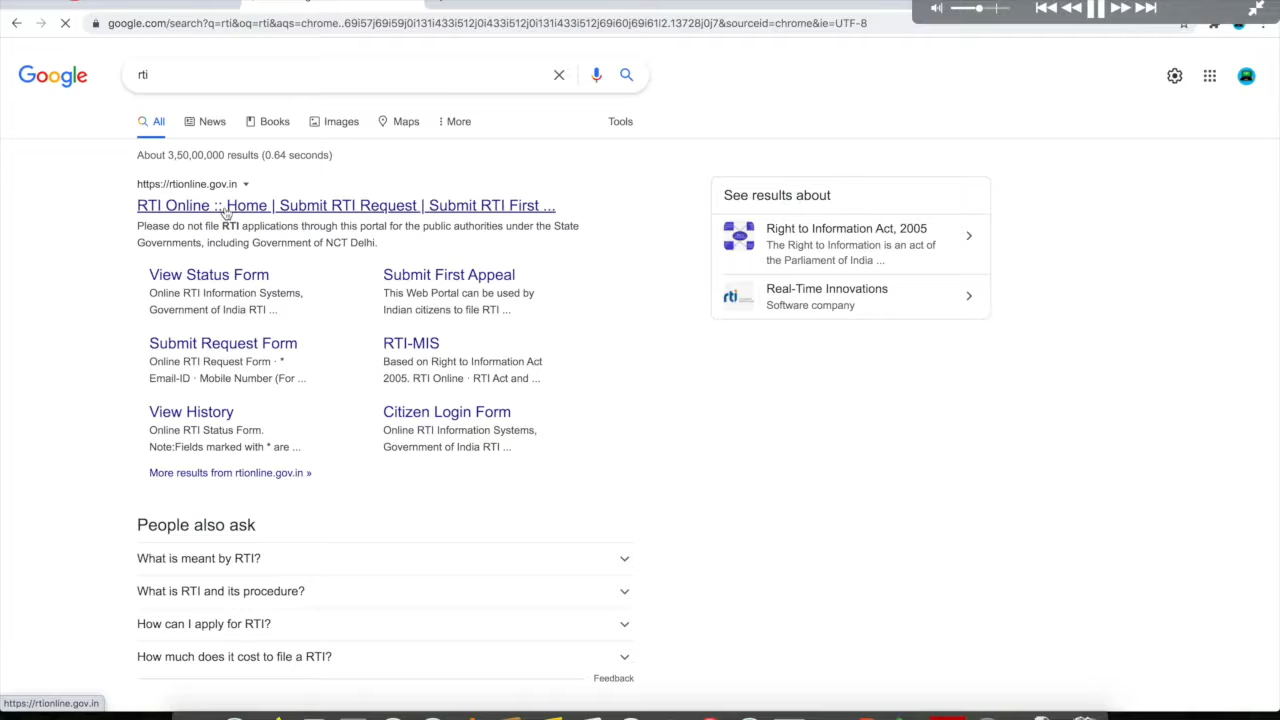 google.com/search?q=rti&oq=rti&aqs=chrome..69i57j69i59j0i131i433i512j0i433i512j0i131i433i512j69i60j69i61l2.13728j0j7&sourceid=chrome&ie=UTF-8
Google
rti
All
News
Books
Images
Maps
More
Tools
About 3,50,00,000 results (0.64 seconds)
https://rtionline.gov.in
RTI Online :: Home | Submit RTI Request | Submit RTI First ...
Please do not file RTI applications through this portal for the public authorities under the State
Governments, including Government of NCT Delhi.
View Status Form
Online RTI Information Systems,
Government of India RTI ...
Submit First Appeal
This Web Portal can be used by
Indian citizens to file RTI ...
Submit Request Form
Online RTI Request Form · *
Email-ID · Mobile Number (For ...
RTI-MIS
Based on Right to Information Act
2005. RTI Online · RTI Act and ...
View History
Online RTI Status Form.
Note:Fields marked with * are ...
Citizen Login Form
Online RTI Information Systems,
Government of India RTI ...
More results from rtionline.gov.in »
See results about
Right to Information Act, 2005
The Right to Information is an act of
the Parliament of India ...
rti
Real-Time Innovations
Software company
People also ask
What is meant by RTI?
What is RTI and its procedure?
How can I apply for RTI?
How much does it cost to file a RTI?
Feedback
https://rtionline.gov.in